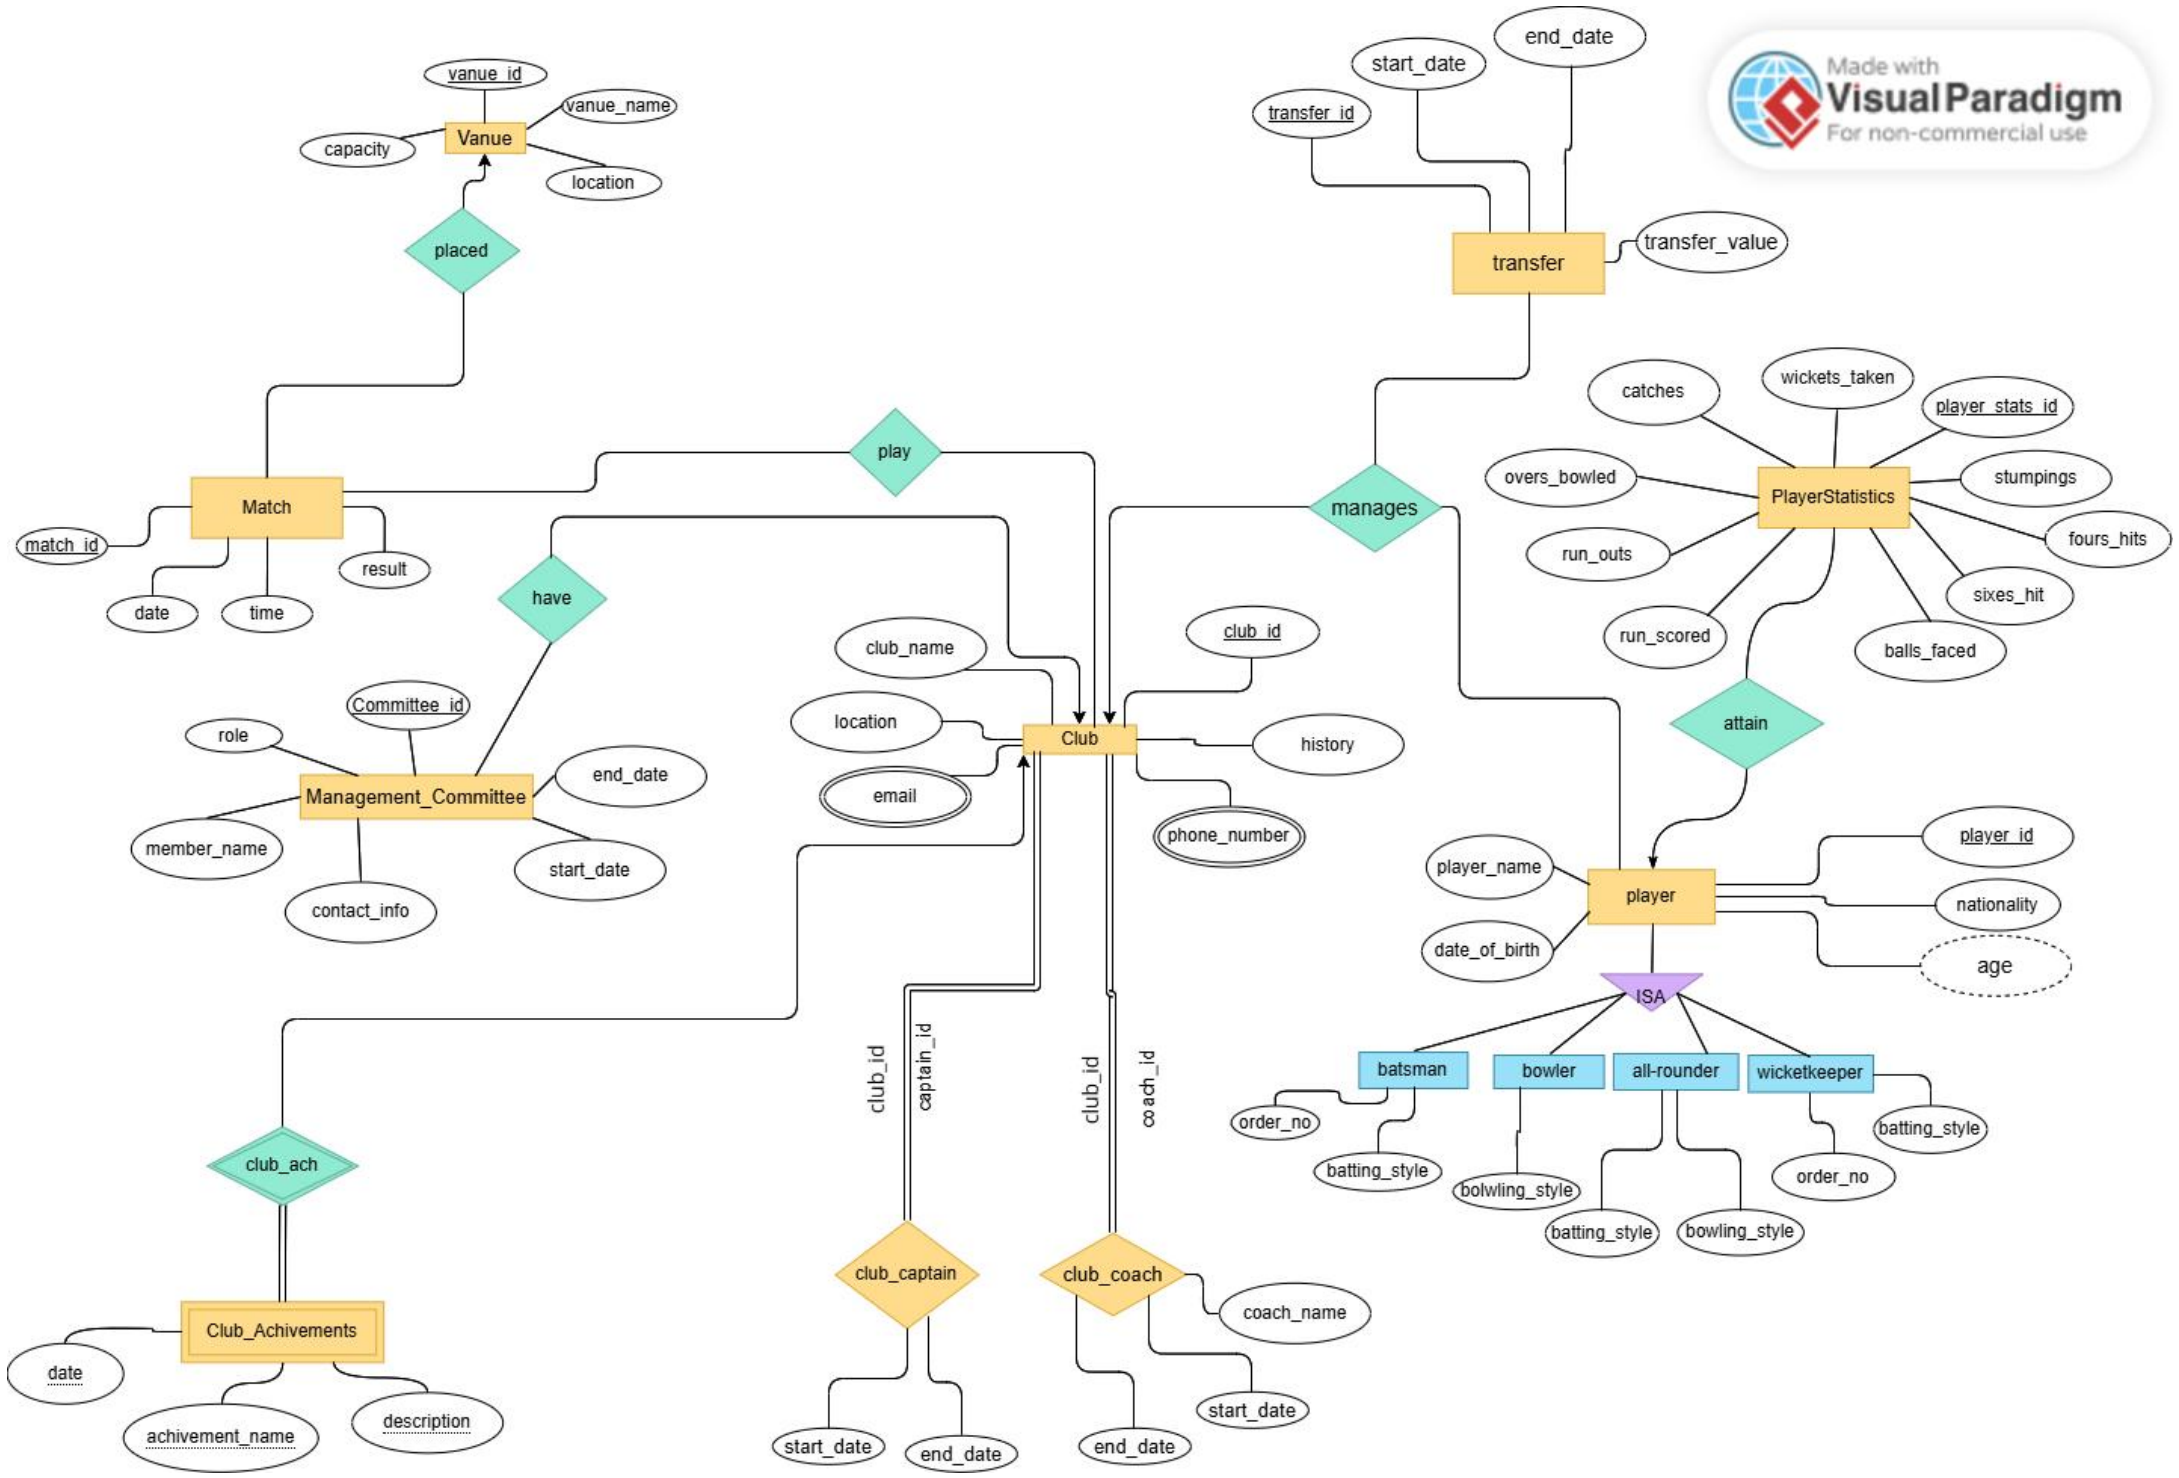 end_date
start_date
transfer_id
transfer_value
transfer
Made with
Visual Paradigm
For non-commercial use
vanue_id
vanue_name
Vanue
capacity
location
placed
play
Match
match_id
date
time
result
have
manages
catches
wickets_taken
player_stats_id
overs_bowled
PlayerStatistics
stumpings
run_outs
fours_hits
sixes_hit
run_scored
balls_faced
attain
club_name
club_id
location
Club
history
email
phone_number
Committee_id
role
end_date
Management_Committee
member_name
start_date
contact_info
player_name
player_id
player
nationality
date_of_birth
age
ISA
batsman
bowler
all-rounder
wicketkeeper
order_no
batting_style
bolwling_style
batting_style
bowling_style
order_no
batting_style
club_id
captain_id
club_id
coach_id
club_ach
club_captain
club_coach
coach_name
Club_Achivements
date
achivement_name
description
start_date
end_date
end_date
start_date